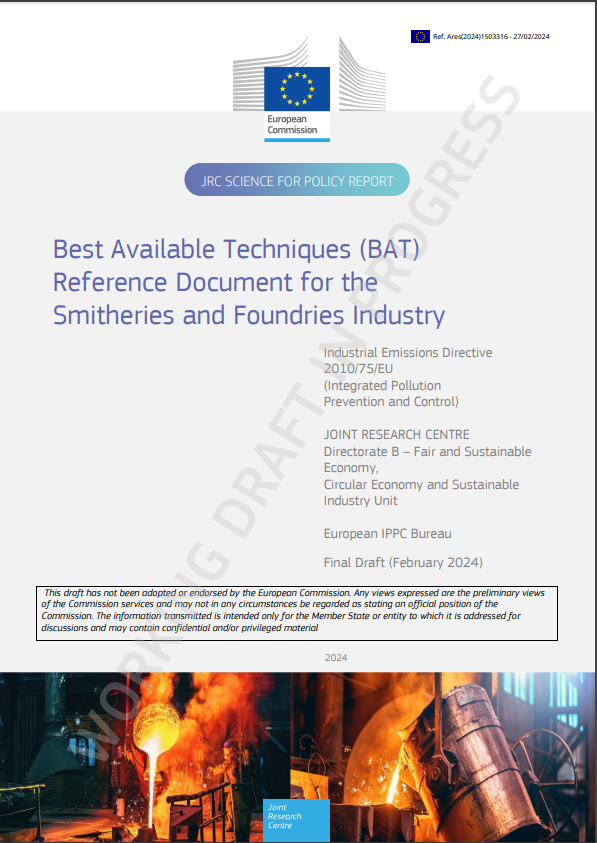 Ref. Ares(2024)1503316 - 27/02/2024
European
Commission
JRC SCIENCE FOR POLICY REPORT
Best Available Techniques (BAT)
Reference Document for the
Smitheries and Foundries Industry
Industrial Emissions Directive
2010/75/EU
(Integrated Pollution
Prevention and Control)
JOINT RESEARCH CENTRE
Directorate B – Fair and Sustainable
Economy,
Circular Economy and Sustainable
Industry Unit
European IPPC Bureau
Final Draft (February 2024)
This draft has not been adopted or endorsed by the European Commission. Any views expressed are the preliminary views
of the Commission services and may not in any circumstances be regarded as stating an official position of the
Commission. The information transmitted is intended only for the Member State or entity to which it is addressed for
discussions and may contain confidential and/or privileged material
2024
WORKING DRAFT IN PROGRESS
Joint
Research
Centre